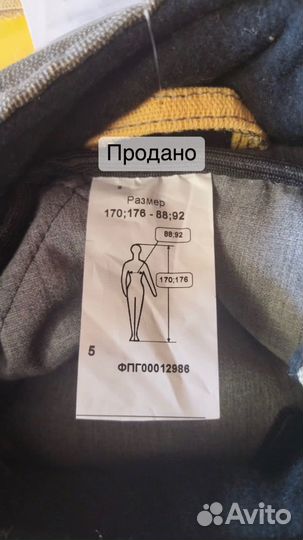 Продано
Размер
170;176 - 88;92
88;92
170;176
5
ФПГ00012986
Avito